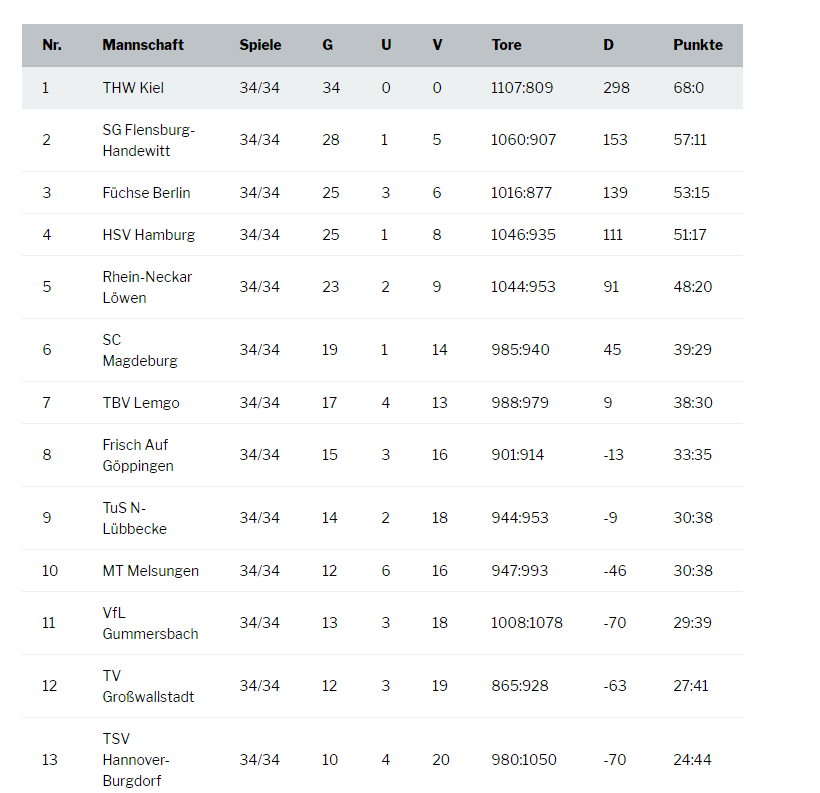 Nr. Mannschaft Spiele G U V Tore D Punkte
1 THW Kiel 34/34 34 0 0 1107:809 298 68:0
SG Flensburg-
2 34/34 28 1 5 1060:907 153 57:11
Handewitt
3 Füchse Berlin 34/34 25 3 6 1016:877 139 53:15
4 HSV Hamburg 34/34 25 1 8 1046:935 111 51:17
Rhein-Neckar
5 34/34 23 2 9 1044:953 91 48:20
Löwen
SC
6 34/34 19 1 14 985:940 45 39:29
Magdeburg
7 TBV Lemgo 34/34 17 4 13 988:979 9 38:30
Frisch Auf
8 34/34 15 3 16 901:914 -13 33:35
Göppingen
TuS N-
9 34/34 14 2 18 944:953 -9 30:38
Lübbecke
10 MT Melsungen 34/34 12 6 16 947:993 -46 30:38
VfL
11 34/34 13 3 18 1008:1078 -70 29:39
Gummersbach
TV
12 34/34 12 3 19 865:928 -63 27:41
Großwallstadt
TSV
13 Hannover- 34/34 10 4 20 980:1050 -70 24:44
Burgdorf